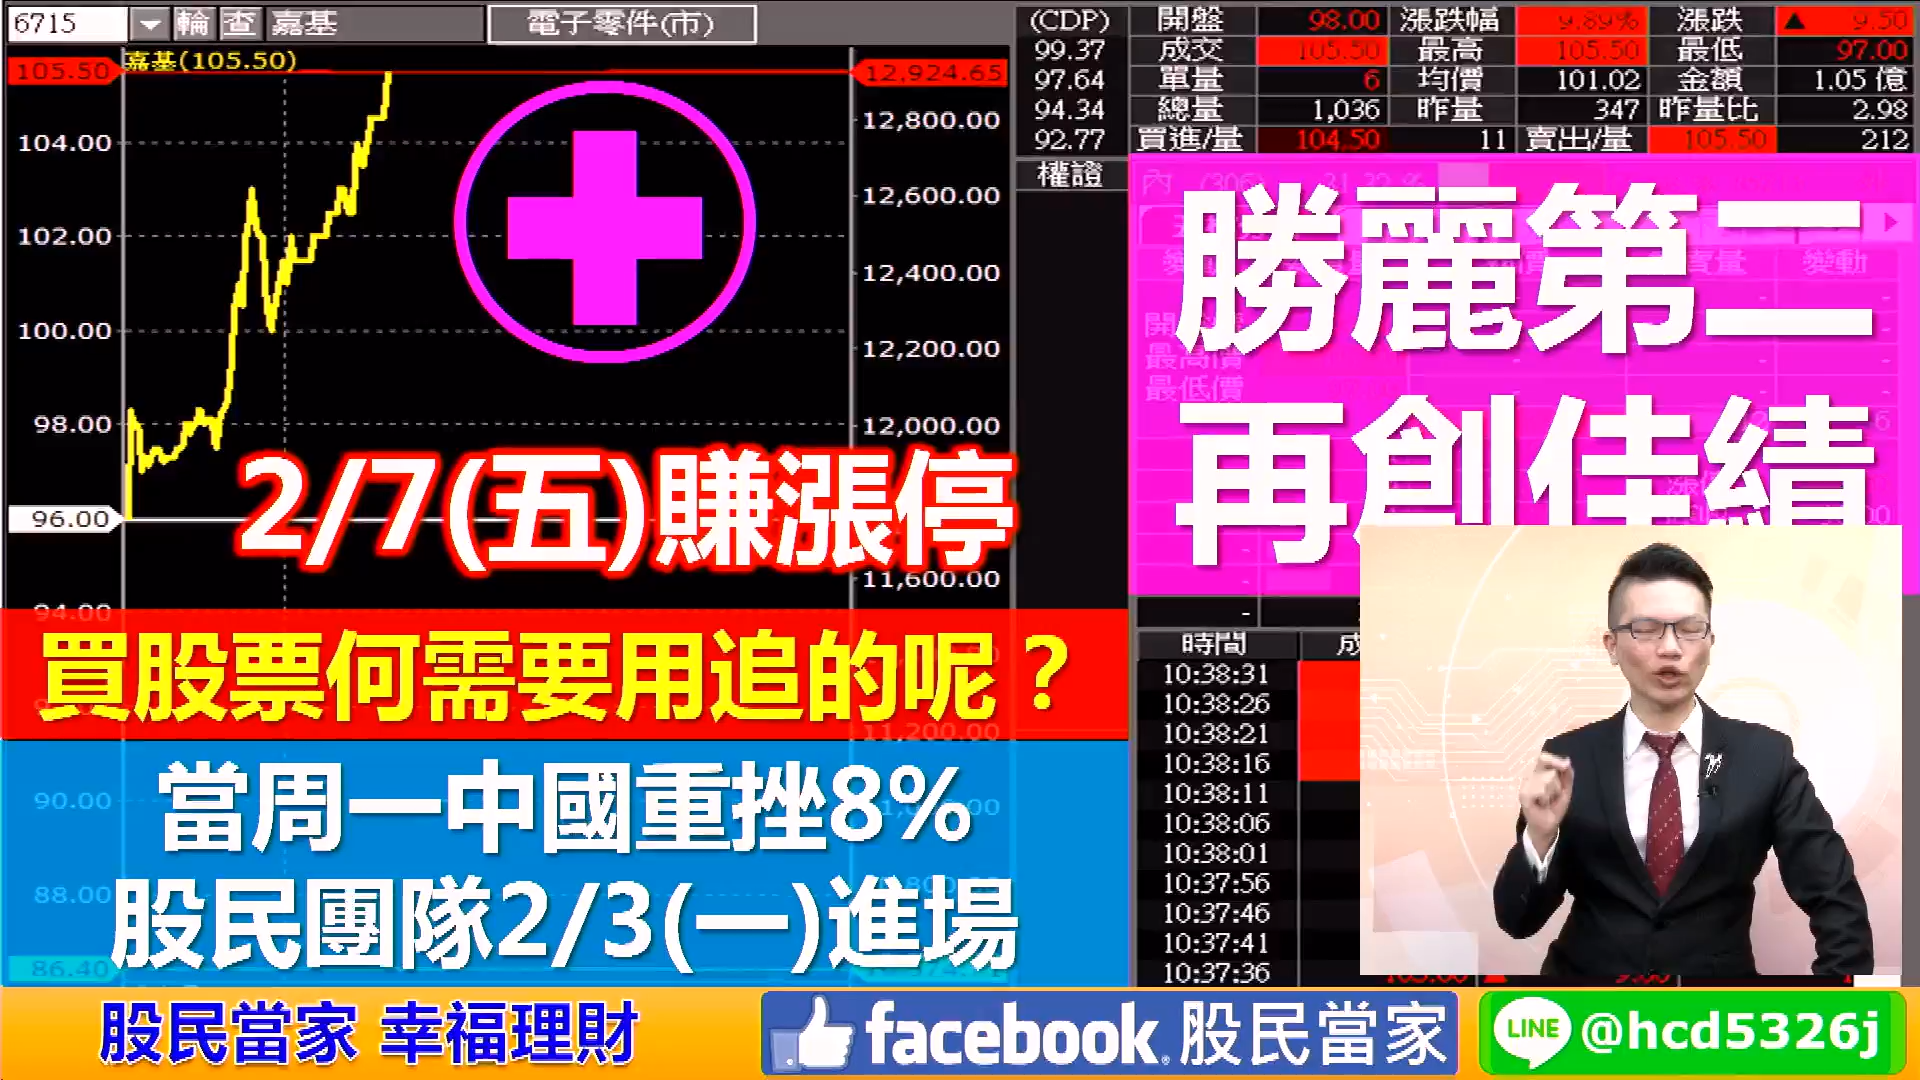 6715 輪 查 嘉基 電子零件(市)
嘉基(105.50)
105.50
104.00
102.00
100.00
98.00
96.00
94.00
90.00
88.00
86.40
12,924.65
12,800.00
12,600.00
12,400.00
12,200.00
12,000.00
11,600.00
11,200.00
(CDP)
99.37
97.64
94.34
92.77
權證
開盤 98.00 漲跌幅 9.89% 漲跌 ▲ 9.50
成交 105.50 最高 105.50 最低 97.00
單量 6 均價 101.02 金額 1.05 億
總量 1,036 昨量 347 昨量比 2.98
買進/量 104.50 11 賣出/量 105.50 212
勝麗第二
再創佳績
2/7(五)賺漲停
買股票何需要用追的呢？
當周一中國重挫8%
股民團隊2/3(一)進場
變動
最高價
最低價
時間
10:38:31
10:38:26
10:38:21
10:38:16
10:38:11
10:38:06
10:38:01
10:37:56
10:37:46
10:37:41
10:37:36
股民當家 幸福理財
facebook 股民當家
LINE @hcd5326j